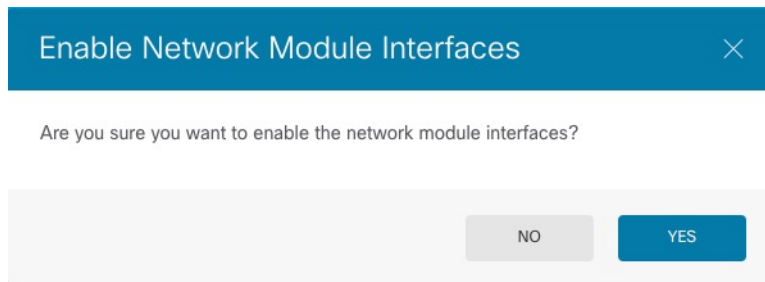 Enable Network Module Interfaces
Are you sure you want to enable the network module interfaces?
NO YES